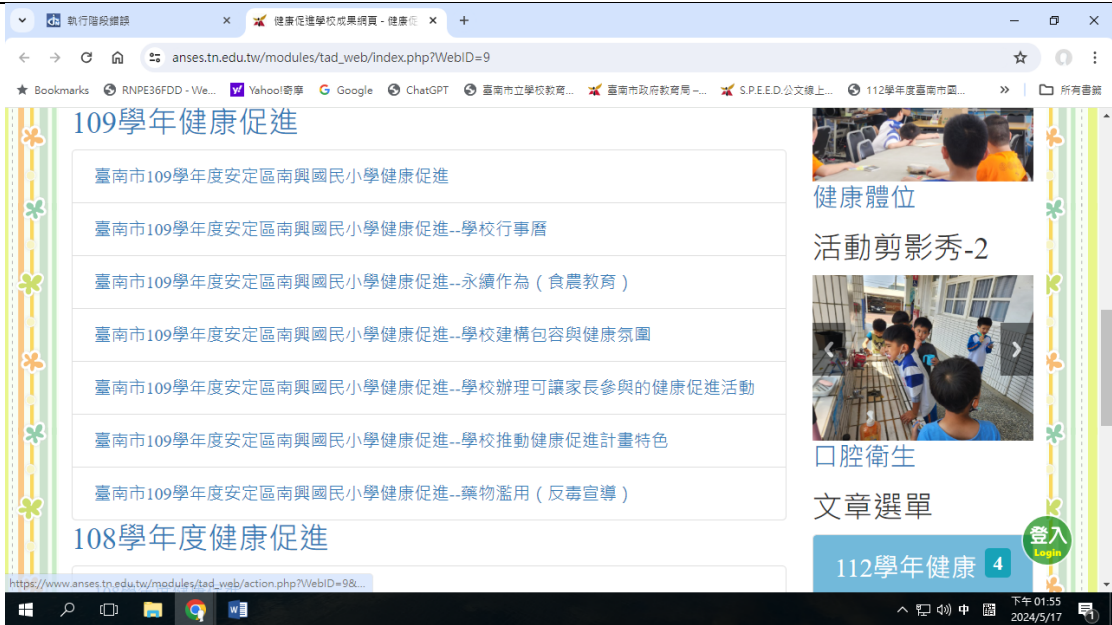 執行階段錯誤
健康促進學校成果網頁 - 健康促
anses.tn.edu.tw/modules/tad_web/index.php?WebID=9
Bookmarks
RNPE36FDD - We...
Yahoo!奇摩
Google
ChatGPT
臺南市立學校教育...
臺南市政府教育局 –...
S.P.E.E.D.公文線上...
112學年度臺南市國...
所有書籤
109學年健康促進
臺南市109學年度安定區南興國民小學健康促進
臺南市109學年度安定區南興國民小學健康促進--學校行事曆
臺南市109學年度安定區南興國民小學健康促進--永續作為(食農教育)
臺南市109學年度安定區南興國民小學健康促進--學校建構包容與健康氛圍
臺南市109學年度安定區南興國民小學健康促進--學校辦理可讓家長參與的健康促進活動
臺南市109學年度安定區南興國民小學健康促進--學校推動健康促進計畫特色
臺南市109學年度安定區南興國民小學健康促進--藥物濫用(反毒宣導)
108學年度健康促進
健康體位
活動剪影秀-2
口腔衛生
文章選單
112學年健康 4
登入
Login
https://www.anses.tn.edu.tw/modules/tad_web/action.php?WebID=9&...
中
下午 01:55
2024/5/17
1